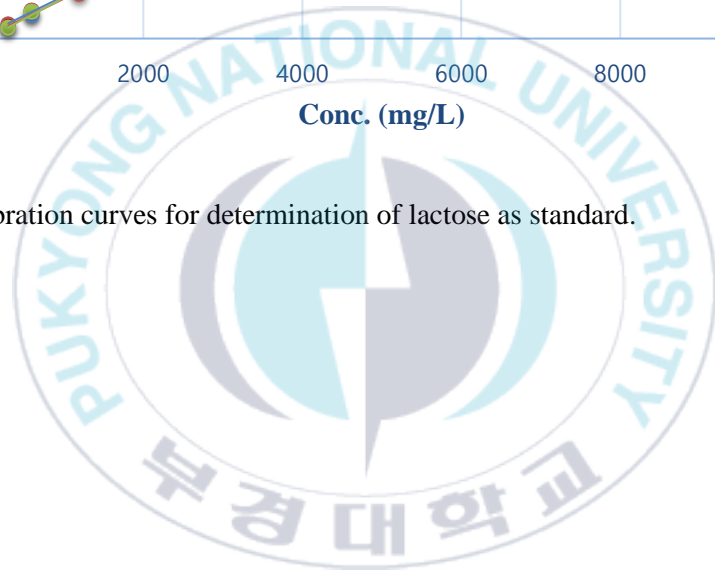 2000 4000 6000 8000
Conc. (mg/L)
bration curves for determination of lactose as standard.
PUKYONG NATIONAL UNIVERSITY
부경대학교